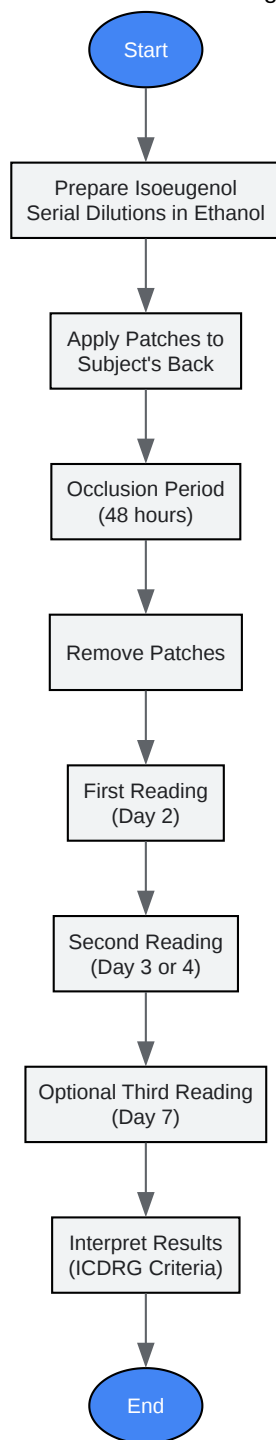 Start
Prepare Isoeugenol
Serial Dilutions in Ethanol
Apply Patches to
Subject's Back
Occlusion Period
(48 hours)
Remove Patches
First Reading
(Day 2)
Second Reading
(Day 3 or 4)
Optional Third Reading
(Day 7)
Interpret Results
(ICDRG Criteria)
End